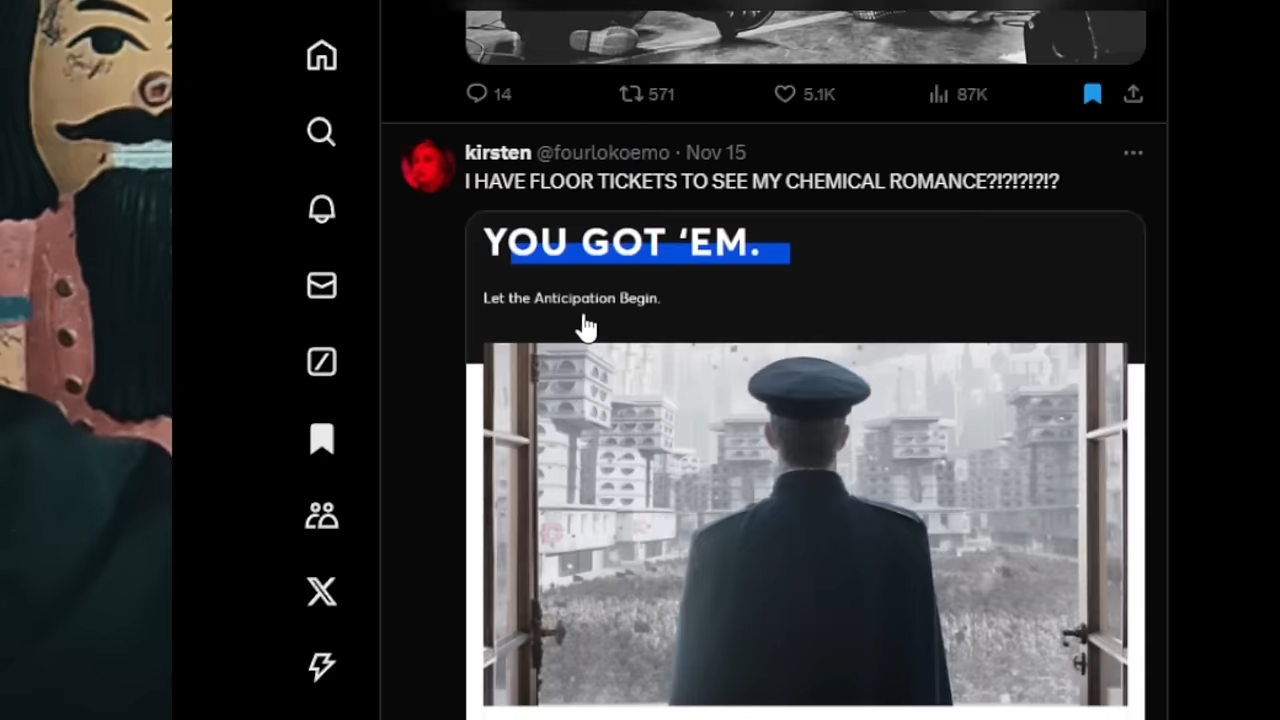 14 571 5.1K 87K
kirsten @fourlokoemo · Nov 15
I HAVE FLOOR TICKETS TO SEE MY CHEMICAL ROMANCE?!?!?!?!?
YOU GOT ‘EM.
Let the Anticipation Begin.